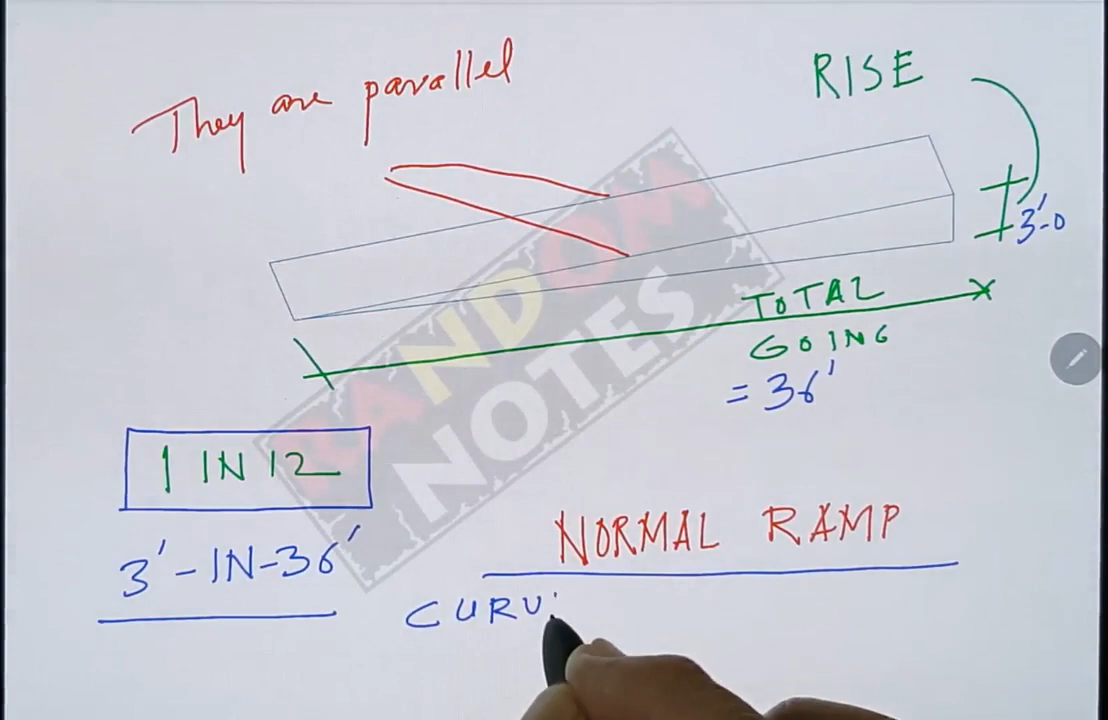 They are parallel
RISE
3'-0
TOTAL
GOING
= 36'
RANDOM
NOTES
1 IN 12
3'-IN-36'
NORMAL RAMP
CURV